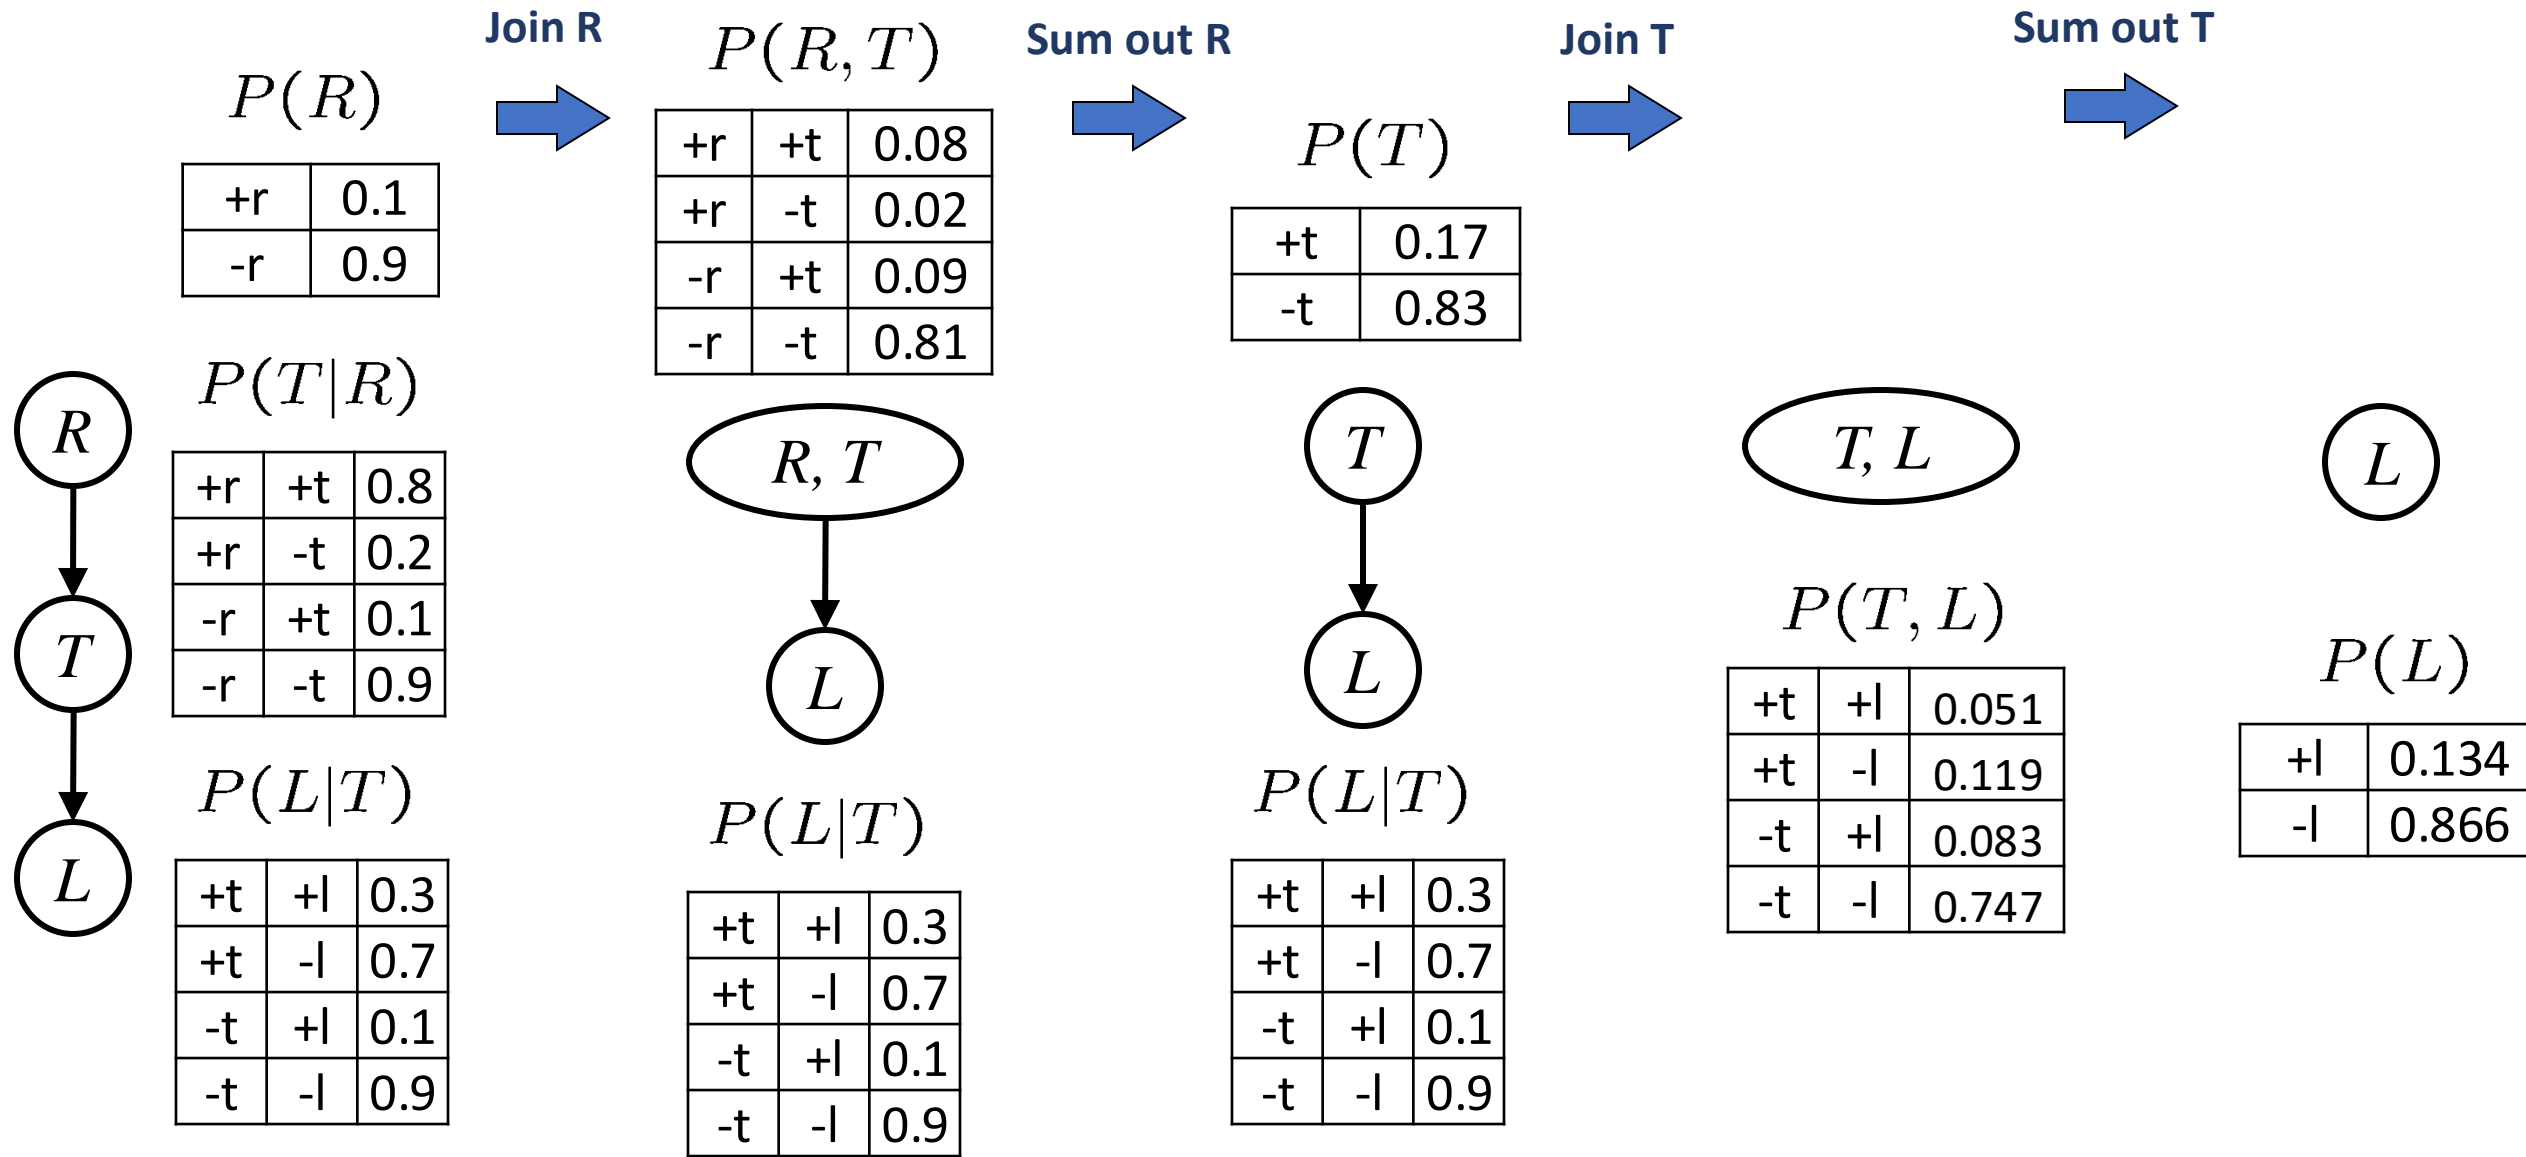 Join R
Sum out R
Join T
Sum out T
P(R)
+r 0.1
-r 0.9
P(T|R)
+r +t 0.8
+r -t 0.2
-r +t 0.1
-r -t 0.9
P(L|T)
+t +l 0.3
+t -l 0.7
-t +l 0.1
-t -l 0.9
R
T
L
P(R, T)
+r +t 0.08
+r -t 0.02
-r +t 0.09
-r -t 0.81
R, T
L
P(L|T)
+t +l 0.3
+t -l 0.7
-t +l 0.1
-t -l 0.9
P(T)
+t 0.17
-t 0.83
T
L
P(L|T)
+t +l 0.3
+t -l 0.7
-t +l 0.1
-t -l 0.9
T, L
P(T, L)
+t +l 0.051
+t -l 0.119
-t +l 0.083
-t -l 0.747
L
P(L)
+l 0.134
-l 0.866